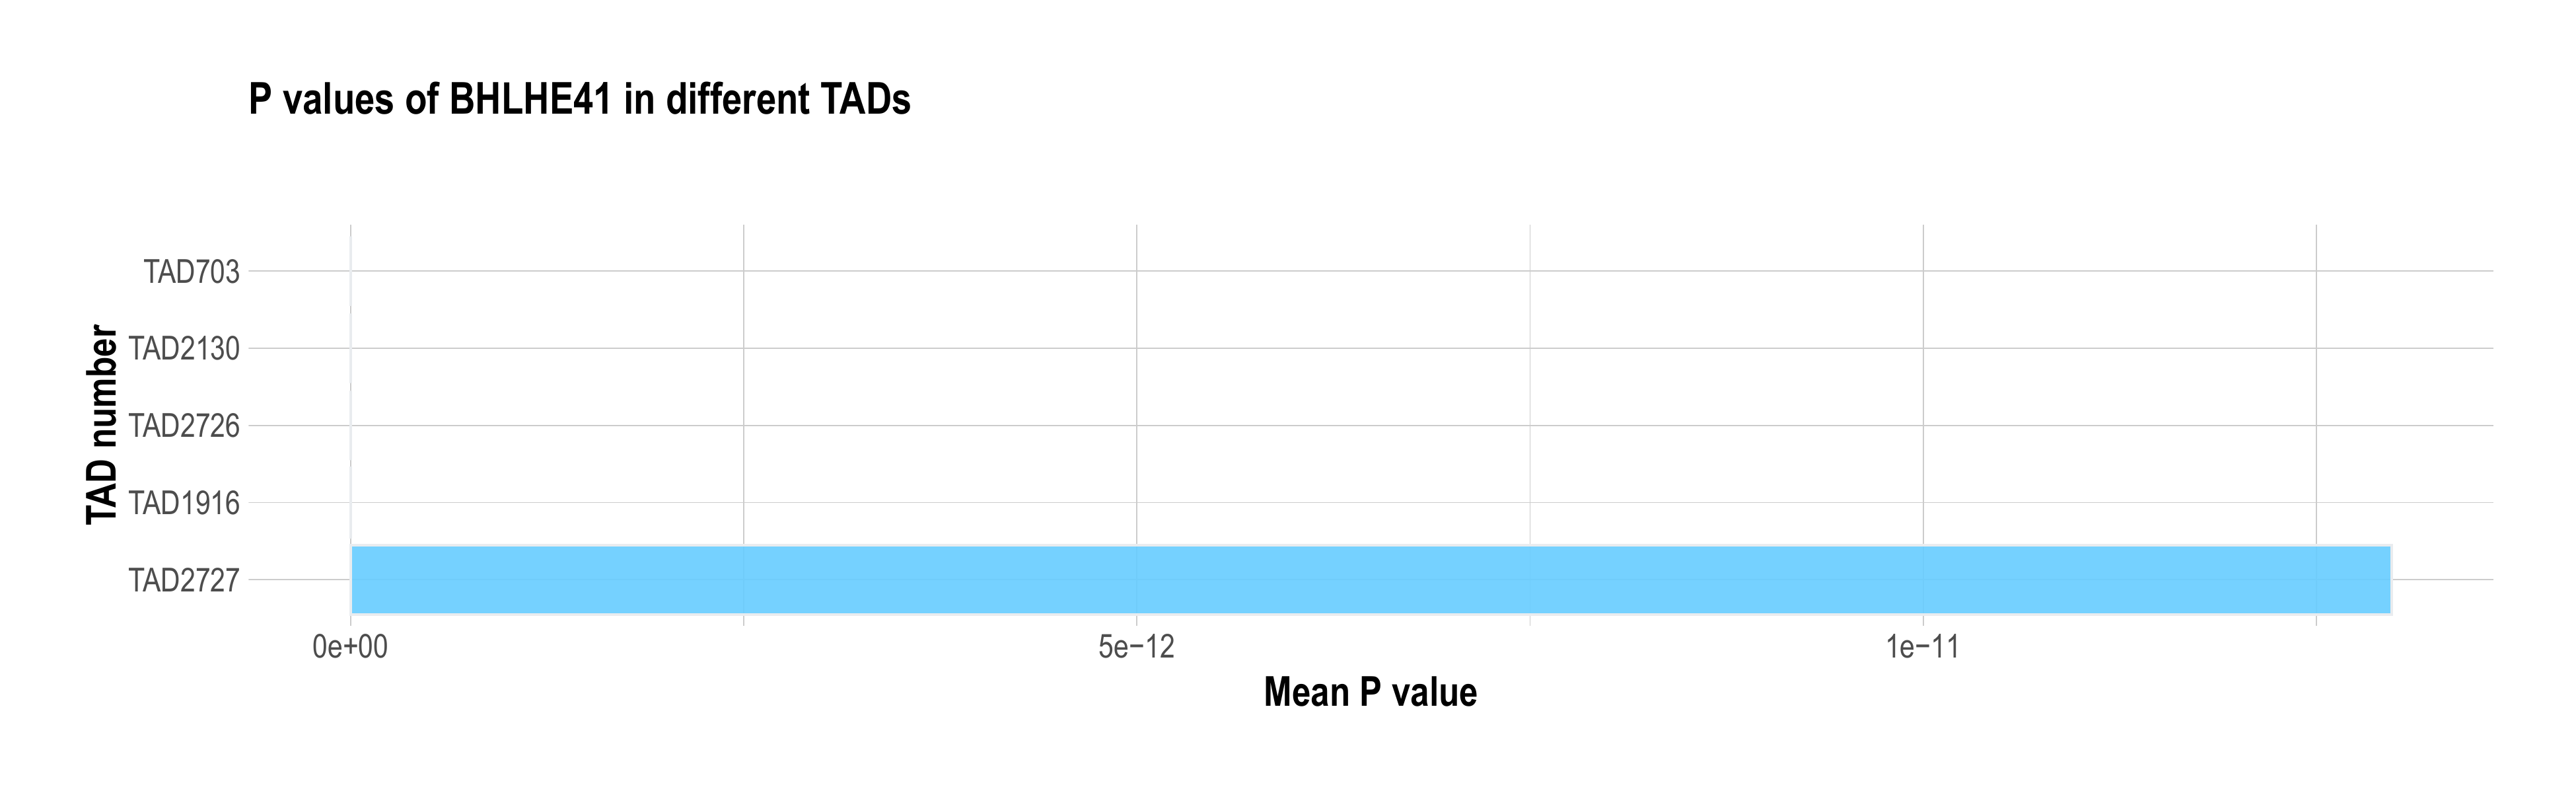 P values of BHLHE41 in different TADs
TAD number
TAD703
TAD2130
TAD2726
TAD1916
TAD2727
0e+00
5e−12
1e−11
Mean P value